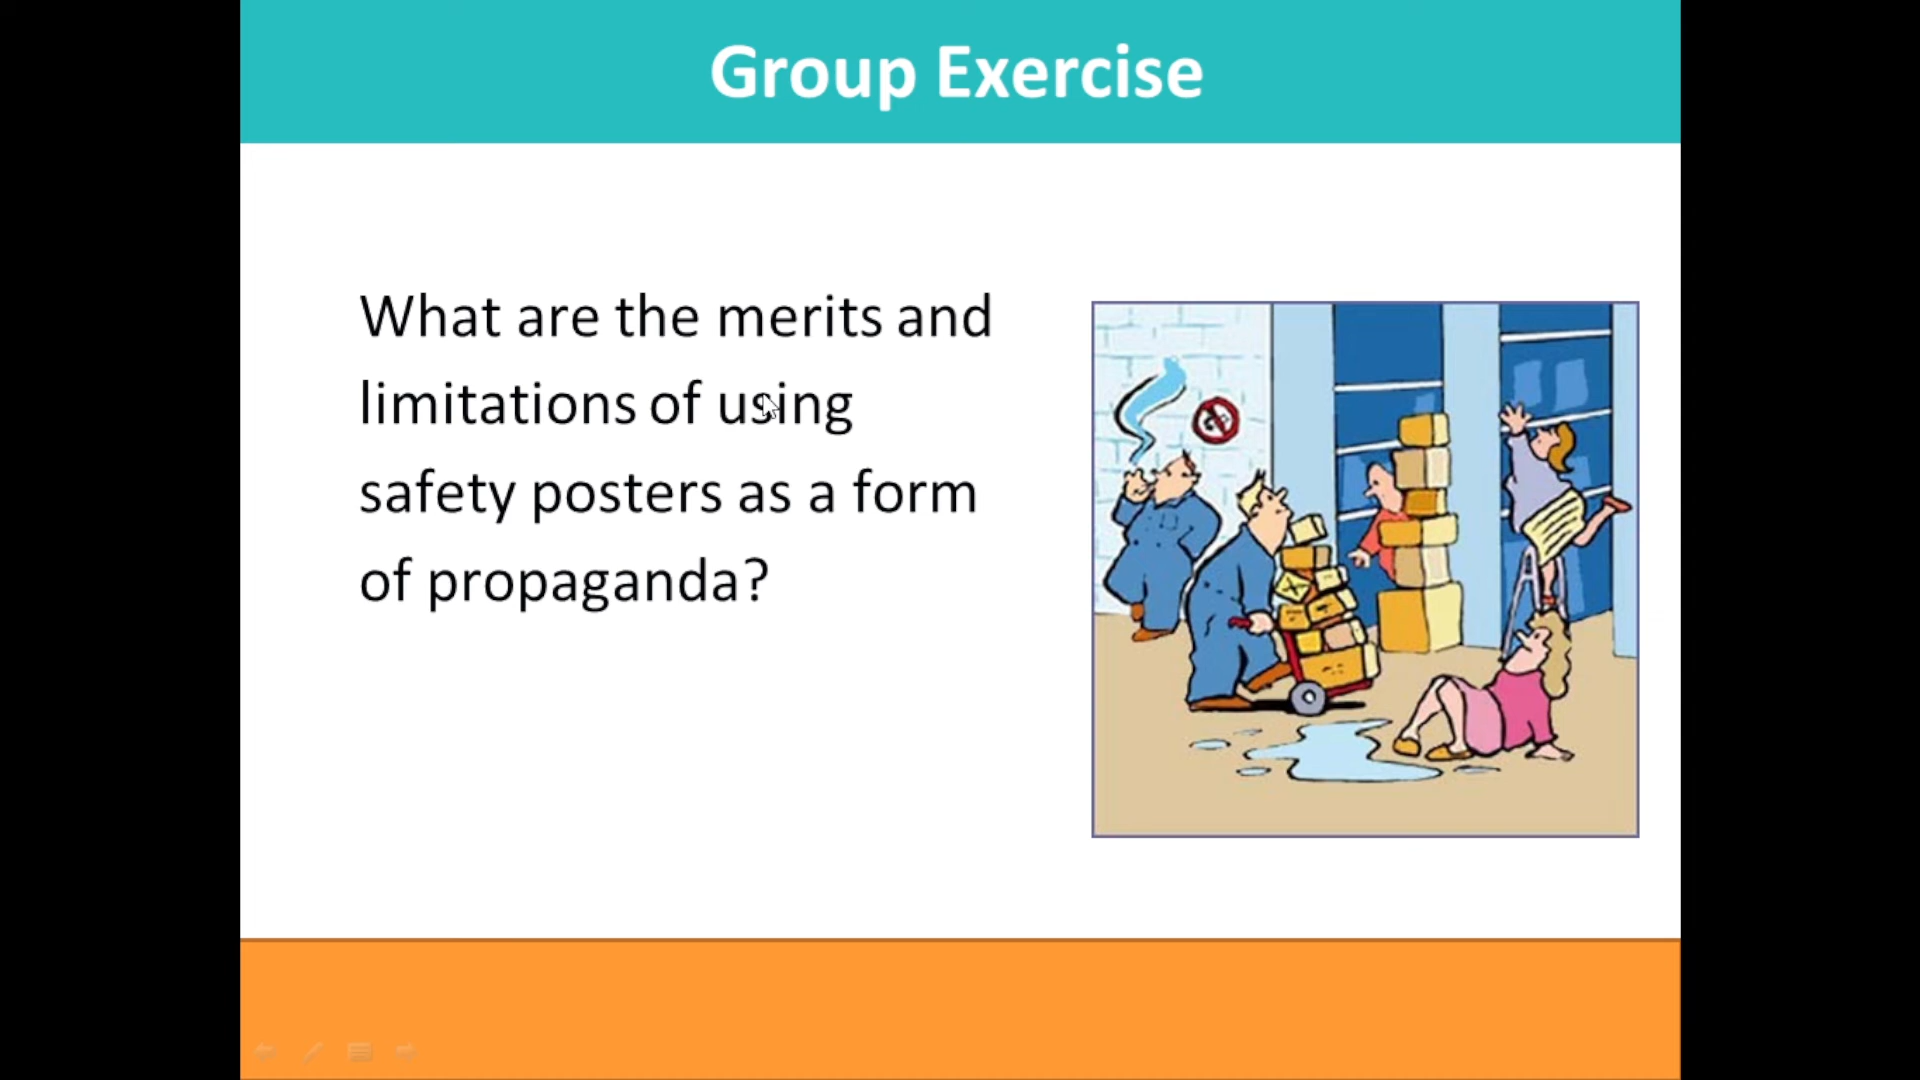 Group Exercise
What are the merits and
limitations of using
safety posters as a form
of propaganda?